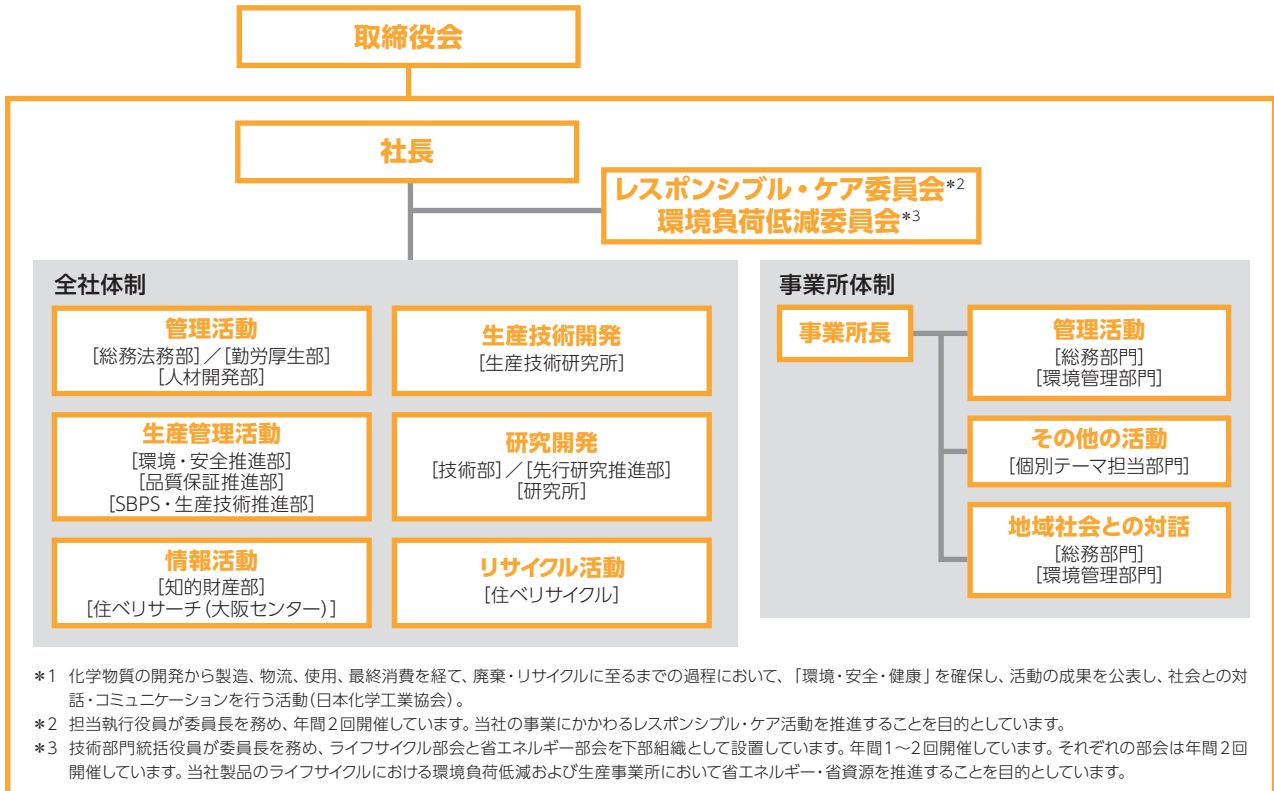 取締役会
社長
レスポンシブル・ケア委員会*2
環境負荷低減委員会*3
全社体制
管理活動
[総務法務部]／[勤労厚生部]
[人材開発部]
生産技術開発
[生産技術研究所]
生産管理活動
[環境・安全推進部]
[品質保証推進部]
[SBPS・生産技術推進部]
研究開発
[技術部]／[先行研究推進部]
[研究所]
情報活動
[知的財産部]
[住ベリサーチ(大阪センター)]
リサイクル活動
[住ベリサイクル]
事業所体制
事業所長
管理活動
[総務部門]
[環境管理部門]
その他の活動
[個別テーマ担当部門]
地域社会との対話
[総務部門]
[環境管理部門]
*1 化学物質の開発から製造、物流、使用、最終消費を経て、廃棄・リサイクルに至るまでの過程において、「環境・安全・健康」を確保し、活動の成果を公表し、社会との対
話・コミュニケーションを行う活動(日本化学工業協会)。
*2 担当執行役員が委員長を務め、年間2回開催しています。当社の事業にかかわるレスポンシブル・ケア活動を推進することを目的としています。
*3 技術部門統括役員が委員長を務め、ライフサイクル部会と省エネルギー部会を下部組織として設置しています。年間1～2回開催しています。それぞれの部会は年間2回
開催しています。当社製品のライフサイクルにおける環境負荷低減および生産事業所において省エネルギー・省資源を推進することを目的としています。